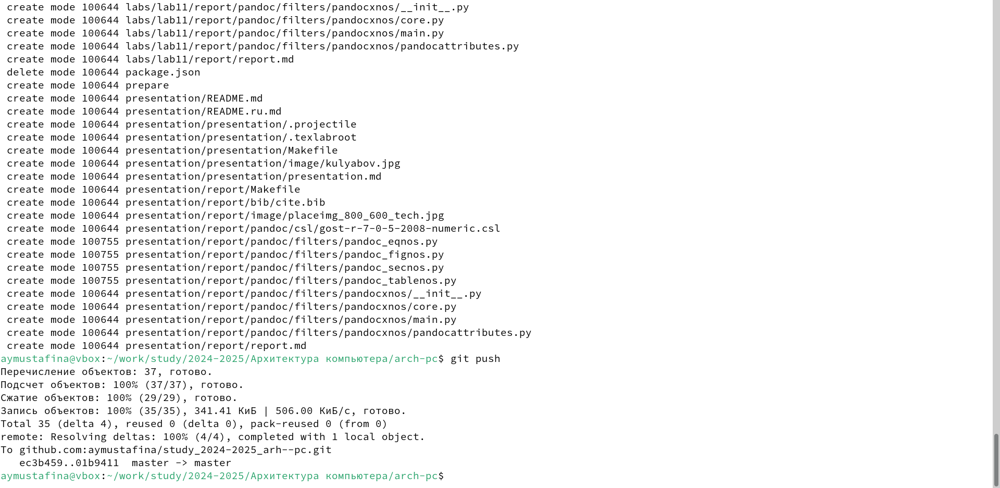 create mode 100644 labs/lab11/report/pandoc/filters/pandocxnos/__init__.py
create mode 100644 labs/lab11/report/pandoc/filters/pandocxnos/core.py
create mode 100644 labs/lab11/report/pandoc/filters/pandocxnos/main.py
create mode 100644 labs/lab11/report/pandoc/filters/pandocxnos/pandocattributes.py
create mode 100644 labs/lab11/report/report.md
delete mode 100644 package.json
create mode 100644 prepare
create mode 100644 presentation/README.md
create mode 100644 presentation/README.ru.md
create mode 100644 presentation/presentation/.projectile
create mode 100644 presentation/presentation/.texlabroot
create mode 100644 presentation/presentation/Makefile
create mode 100644 presentation/presentation/image/kulyabov.jpg
create mode 100644 presentation/presentation/presentation.md
create mode 100644 presentation/report/Makefile
create mode 100644 presentation/report/bib/cite.bib
create mode 100644 presentation/report/image/placeimg_800_600_tech.jpg
create mode 100644 presentation/report/pandoc/csl/gost-r-7-0-5-2008-numeric.csl
create mode 100755 presentation/report/pandoc/filters/pandoc_eqnos.py
create mode 100755 presentation/report/pandoc/filters/pandoc_fignos.py
create mode 100755 presentation/report/pandoc/filters/pandoc_secnos.py
create mode 100755 presentation/report/pandoc/filters/pandoc_tablenos.py
create mode 100644 presentation/report/pandoc/filters/pandocxnos/__init__.py
create mode 100644 presentation/report/pandoc/filters/pandocxnos/core.py
create mode 100644 presentation/report/pandoc/filters/pandocxnos/main.py
create mode 100644 presentation/report/pandoc/filters/pandocxnos/pandocattributes.py
create mode 100644 presentation/report/report.md
aymustafina@vbox:~/work/study/2024-2025/Архитектура компьютера/arch-pc$ git push
Перечисление объектов: 37, готово.
Подсчет объектов: 100% (37/37), готово.
Сжатие объектов: 100% (29/29), готово.
Запись объектов: 100% (35/35), 341.41 КиБ | 506.00 КиБ/с, готово.
Total 35 (delta 4), reused 0 (delta 0), pack-reused 0 (from 0)
remote: Resolving deltas: 100% (4/4), completed with 1 local object.
To github.com:aymustafina/study_2024-2025_arh--pc.git
ec3b459..01b9411  master -> master
aymustafina@vbox:~/work/study/2024-2025/Архитектура компьютера/arch-pc$